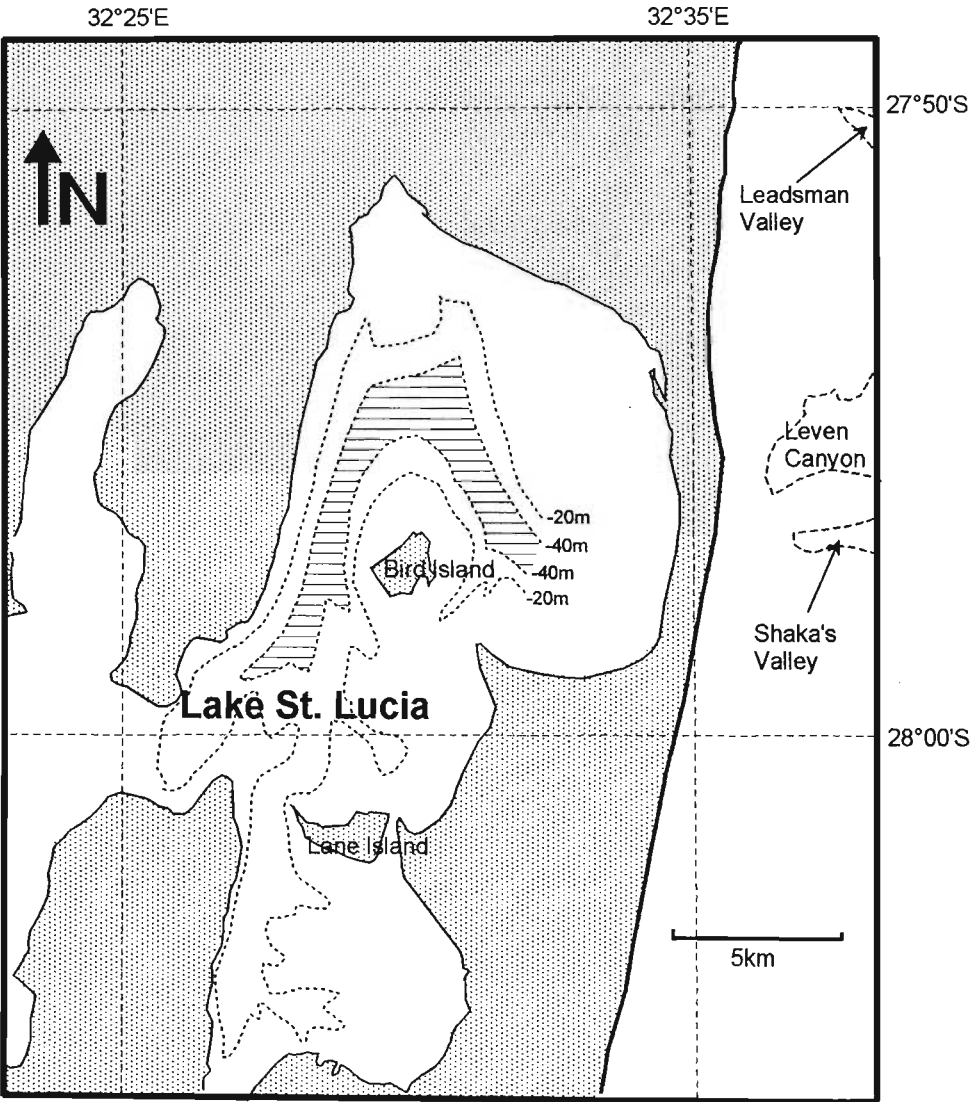 32°25'E
32°35'E
27°50'S
N
Leadsman
Valley
Leven
Canyon
-20m
-40m
Bird Island
-40m
-20m
Shaka's
Valley
Lake St. Lucia
28°00'S
Lane Island
5km